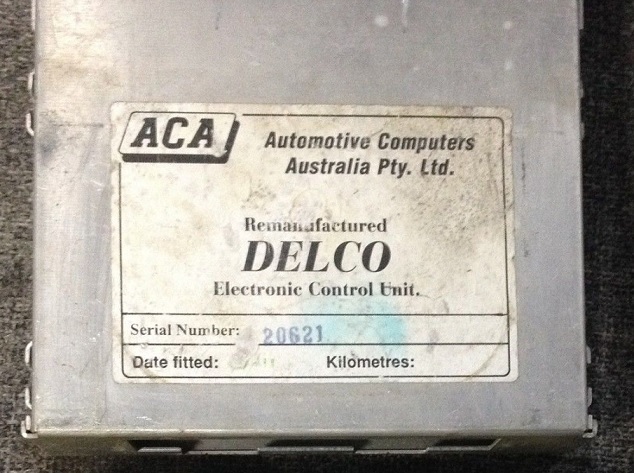 ACA
Automotive Computers
Australia Pty. Ltd.
Remanufactured
DELCO
Electronic Control Unit.
Serial Number: 20621
Date fitted: Kilometres: